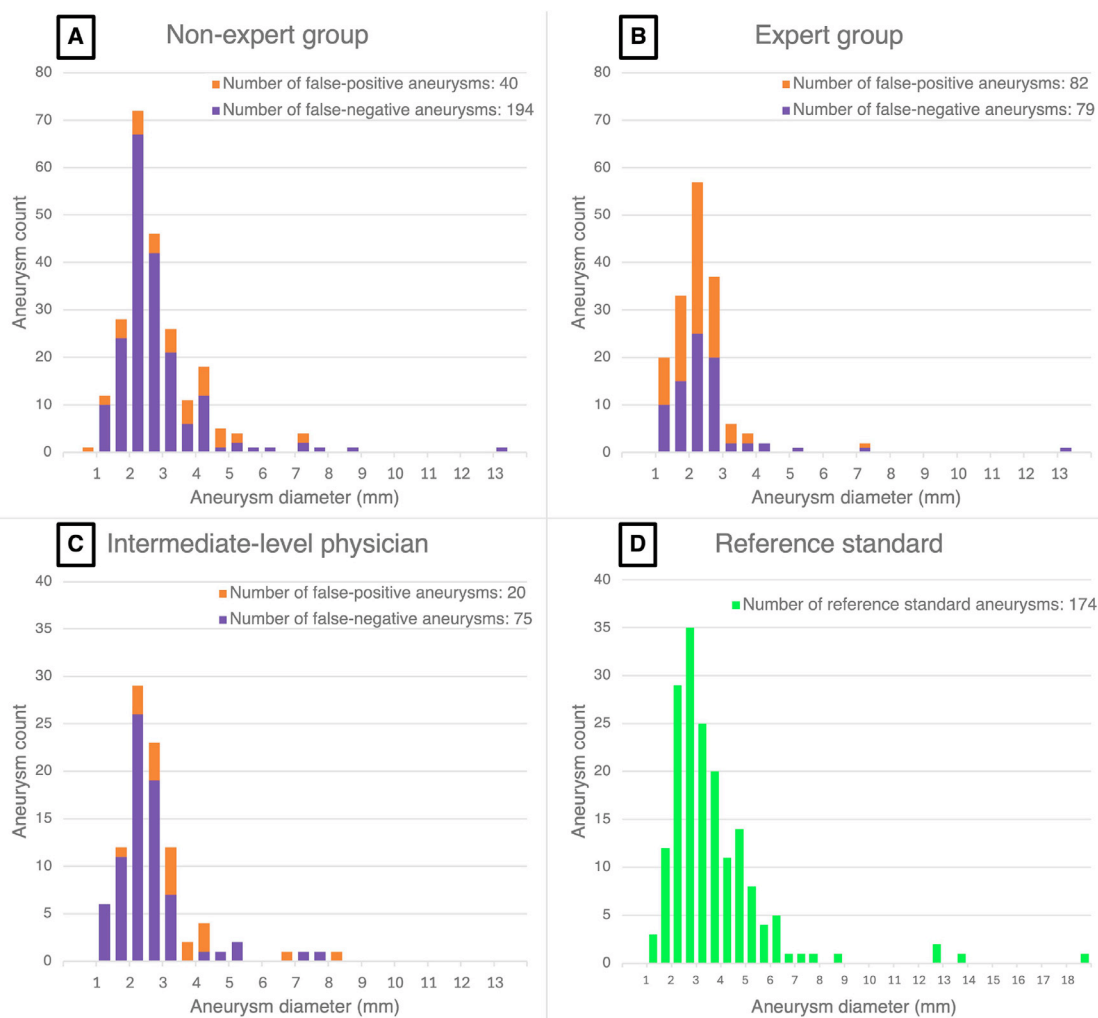 A Non-expert group
Number of false-positive aneurysms: 40
Number of false-negative aneurysms: 194
80
70
60
50
40
30
20
10
0
Aneurysm count
1 2 3 4 5 6 7 8 9 10 11 12 13
Aneurysm diameter (mm)
B Expert group
Number of false-positive aneurysms: 82
Number of false-negative aneurysms: 79
80
70
60
50
40
30
20
10
0
Aneurysm count
1 2 3 4 5 6 7 8 9 10 11 12 13
Aneurysm diameter (mm)
C Intermediate-level physician
Number of false-positive aneurysms: 20
Number of false-negative aneurysms: 75
40
35
30
25
20
15
10
5
0
Aneurysm count
1 2 3 4 5 6 7 8 9 10 11 12 13
Aneurysm diameter (mm)
D Reference standard
Number of reference standard aneurysms: 174
40
35
30
25
20
15
10
5
0
Aneurysm count
1 2 3 4 5 6 7 8 9 10 11 12 13 14 15 16 17 18
Aneurysm diameter (mm)